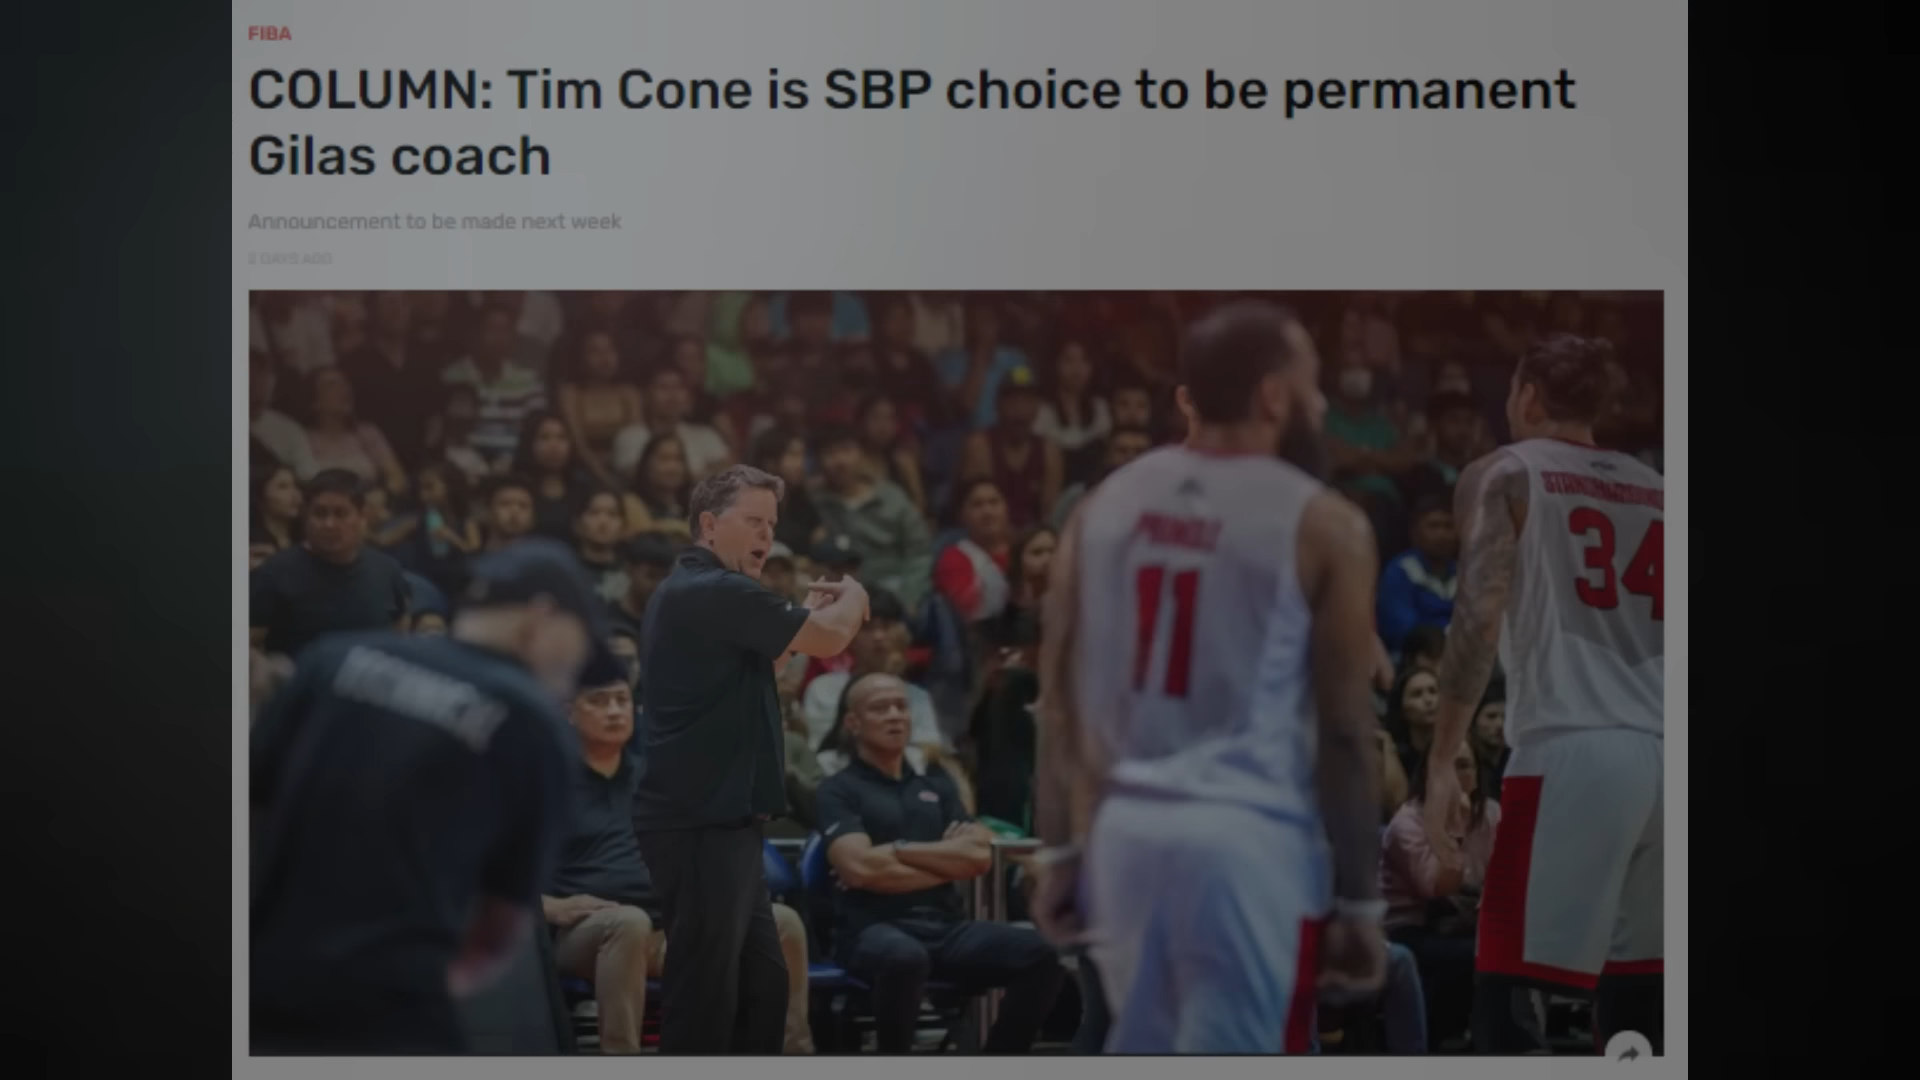 FIBA
COLUMN: Tim Cone is SBP choice to be permanent
Gilas coach
Announcement to be made next week
2 DAYS AGO
11
34